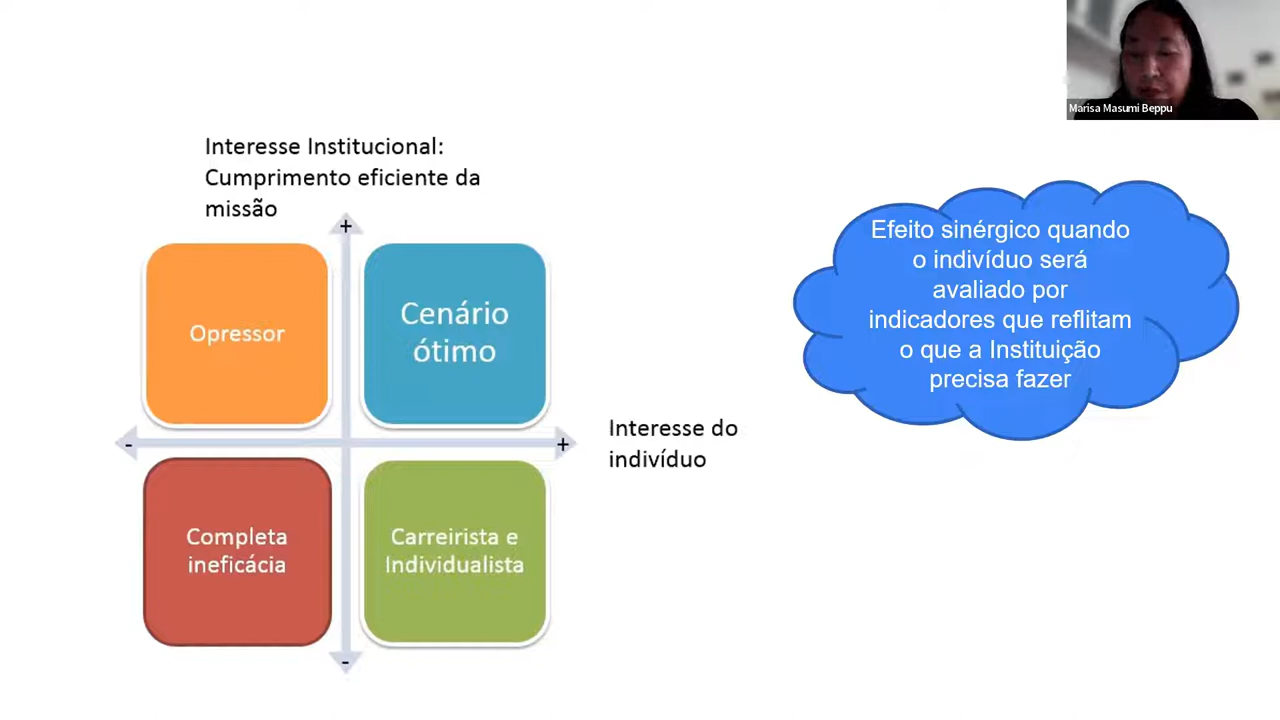 Marisa Masumi Beppu
Interesse Institucional:
Cumprimento eficiente da
missão
+
Opressor
Cenário
ótimo
Efeito sinérgico quando
o indivíduo será
avaliado por
indicadores que reflitam
o que a Instituição
precisa fazer
-
+
Interesse do
indivíduo
Completa
ineficácia
Carreirista e
Individualista
-